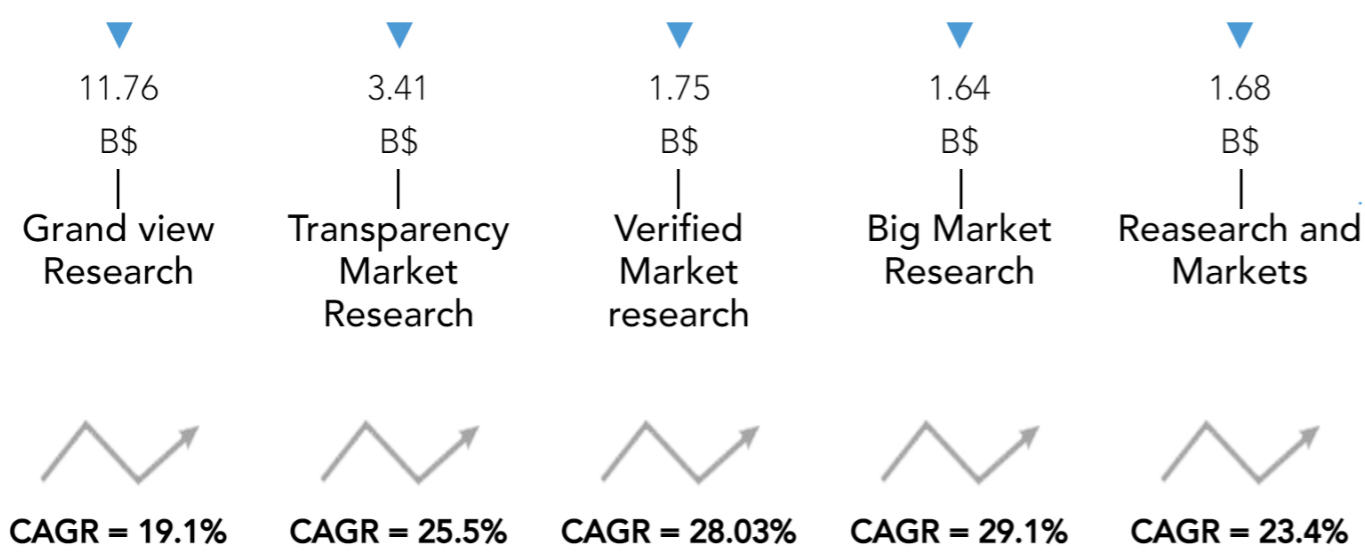 11.76
B$
Grand view
Research
CAGR = 19.1%
3.41
B$
Transparency
Market
Research
CAGR = 25.5%
1.75
B$
Verified
Market
research
CAGR = 28.03%
1.64
B$
Big Market
Research
CAGR = 29.1%
1.68
B$
Reasearch and
Markets
CAGR = 23.4%